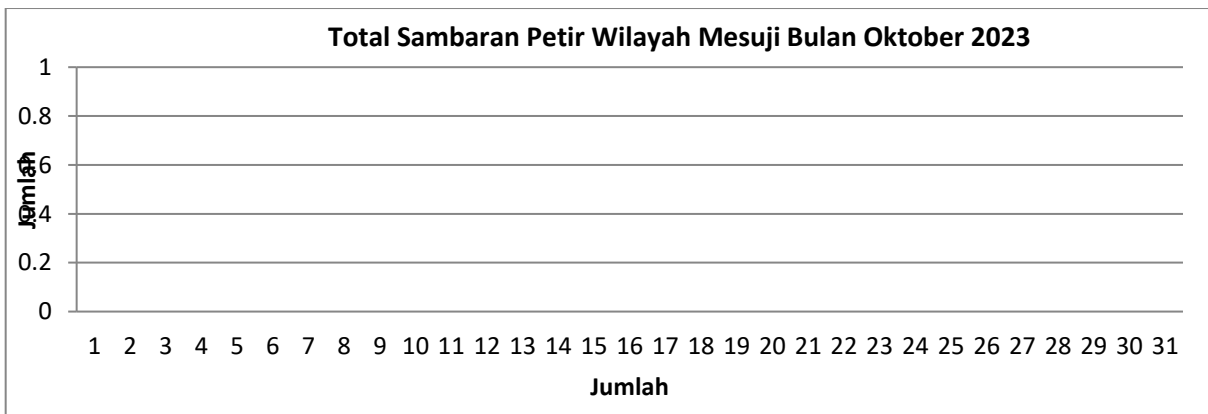 Total Sambaran Petir Wilayah Mesuji Bulan Oktober 2023
1
0.8
0.6
0.4
0.2
0
Jumlah
1 2 3 4 5 6 7 8 9 10 11 12 13 14 15 16 17 18 19 20 21 22 23 24 25 26 27 28 29 30 31
Jumlah